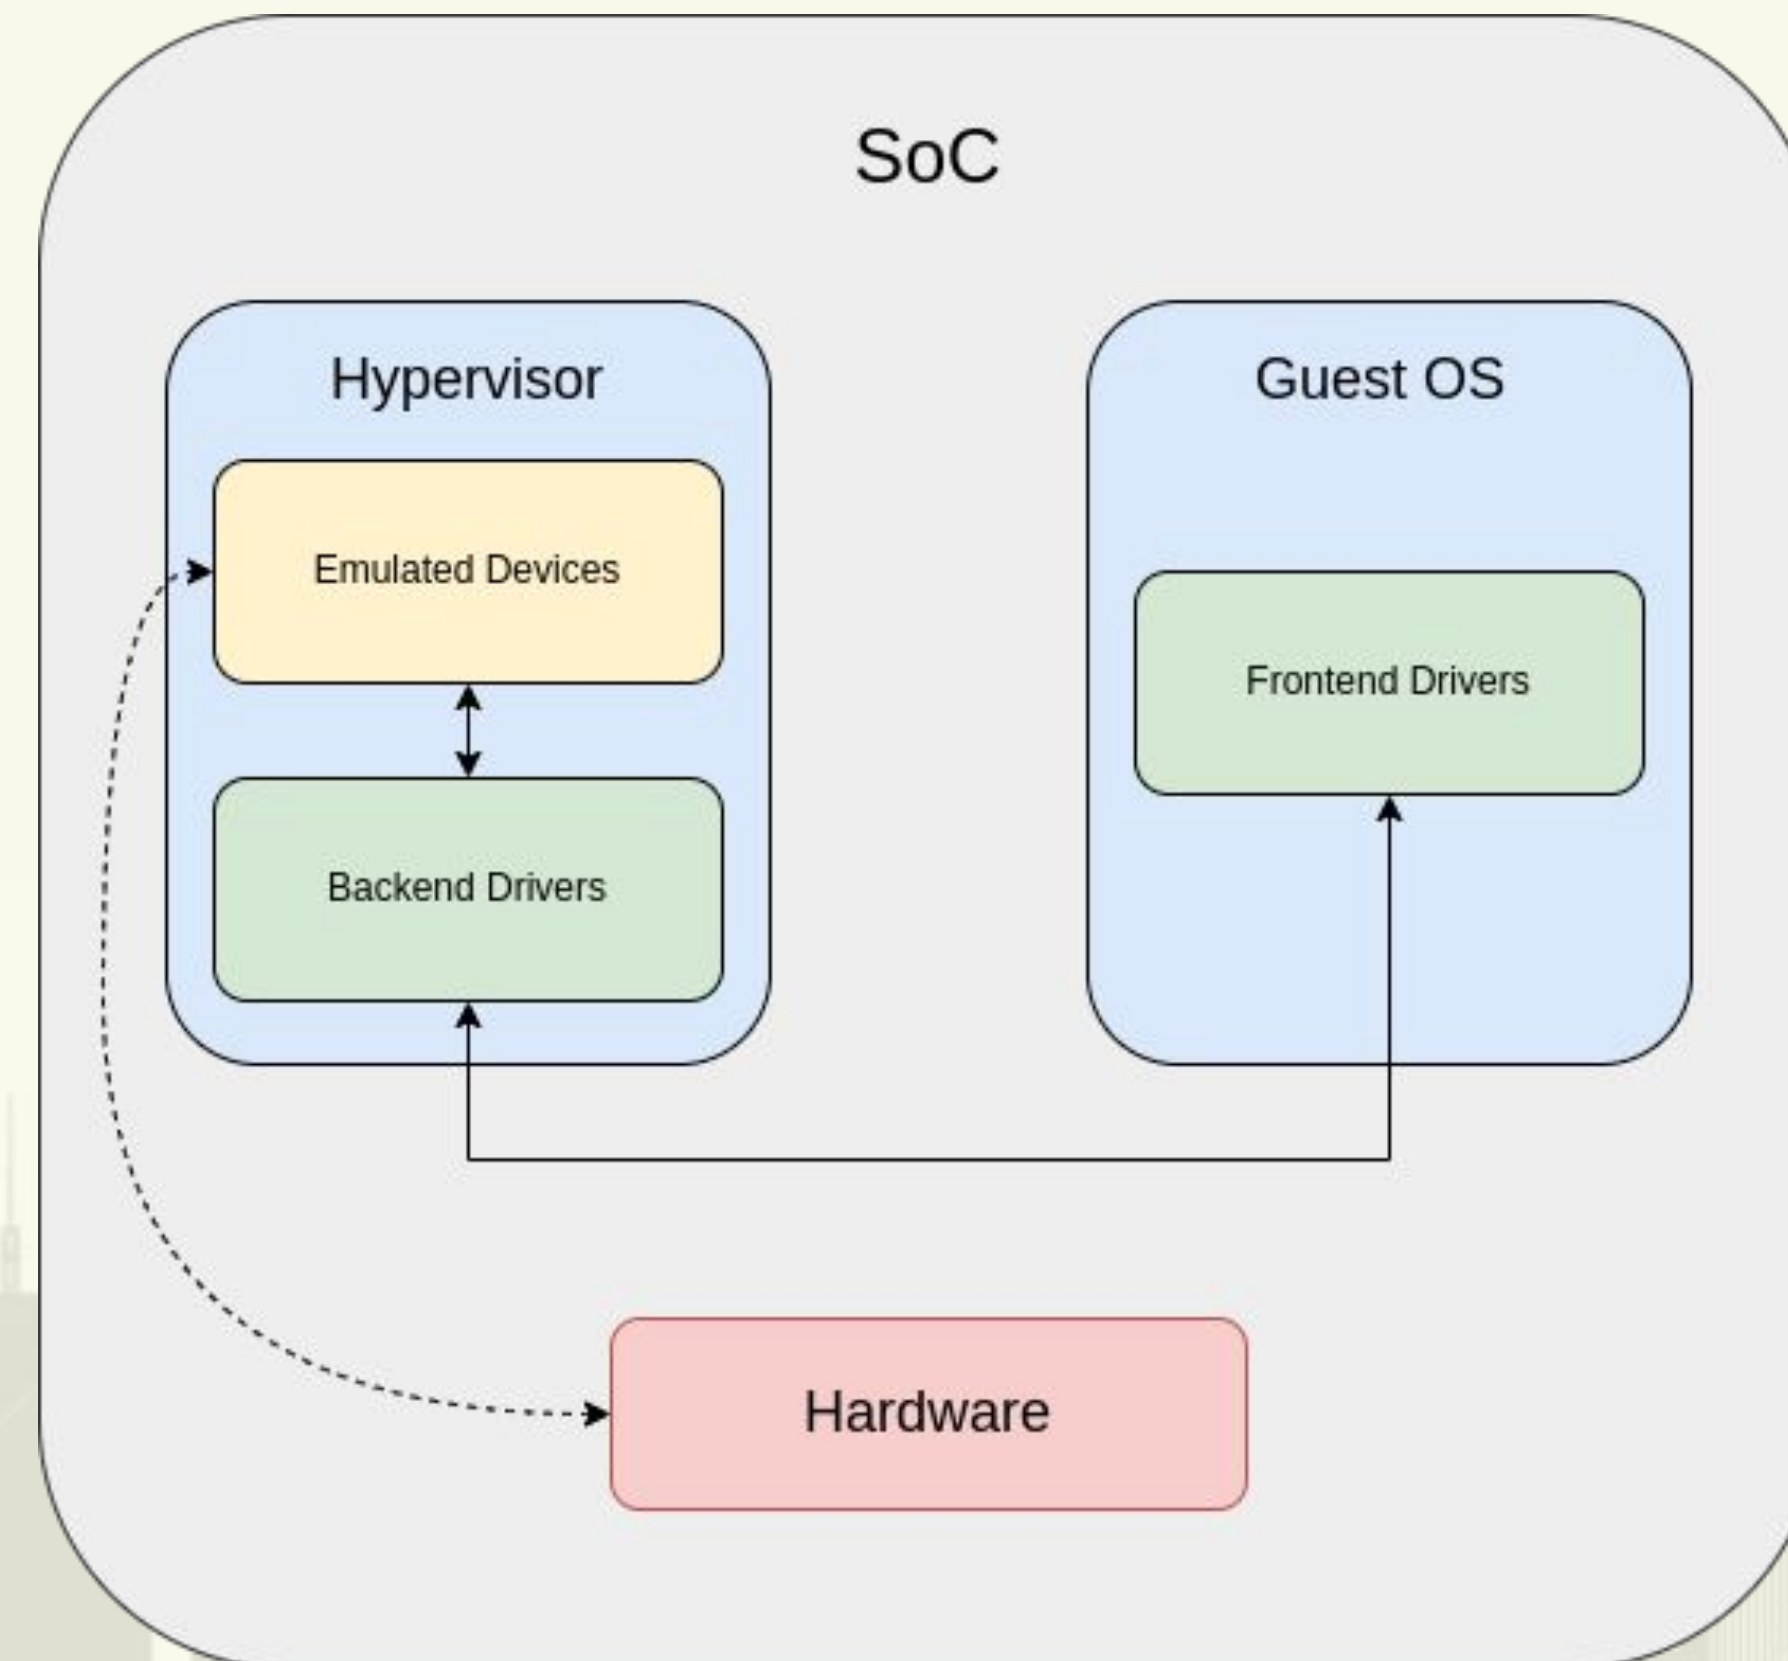 SoC
Hypervisor
Emulated Devices
Backend Drivers
Guest OS
Frontend Drivers
Hardware